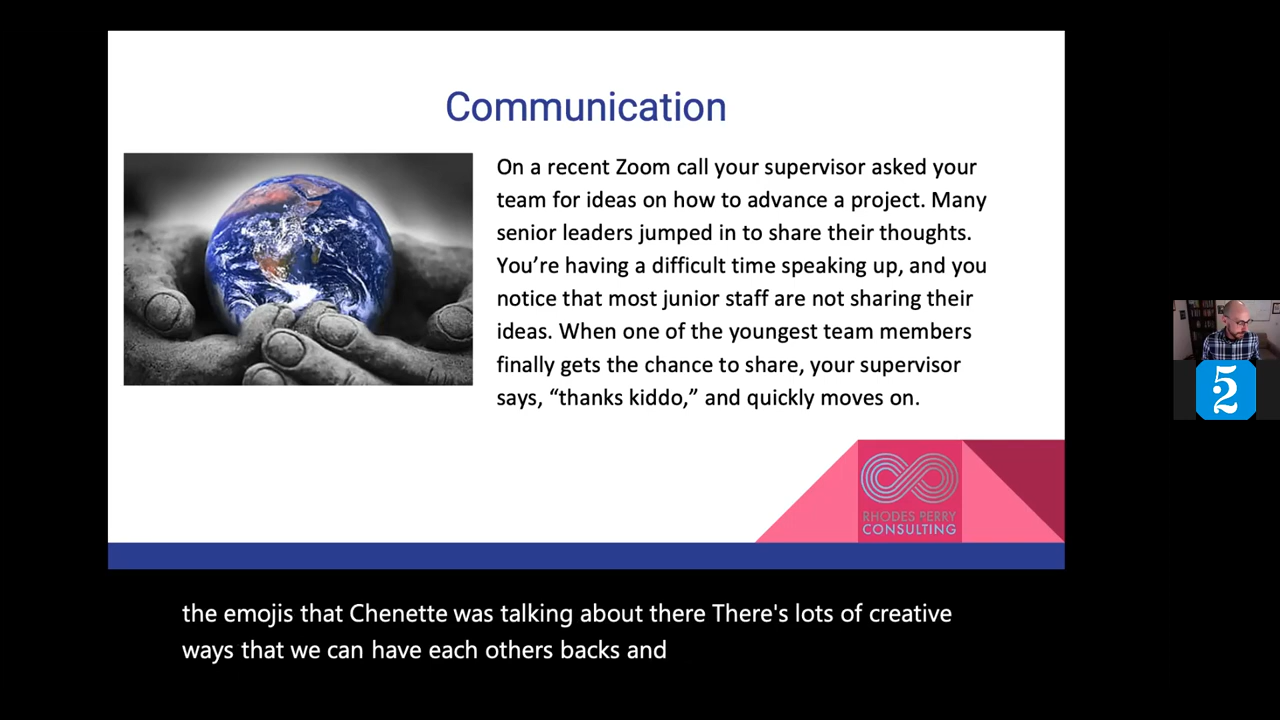 Communication
On a recent Zoom call your supervisor asked your
team for ideas on how to advance a project. Many
senior leaders jumped in to share their thoughts.
You’re having a difficult time speaking up, and you
notice that most junior staff are not sharing their
ideas. When one of the youngest team members
finally gets the chance to share, your supervisor
says, “thanks kiddo,” and quickly moves on.
RHODES PERRY
CONSULTING
5
the emojis that Chenette was talking about there There's lots of creative
ways that we can have each others backs and